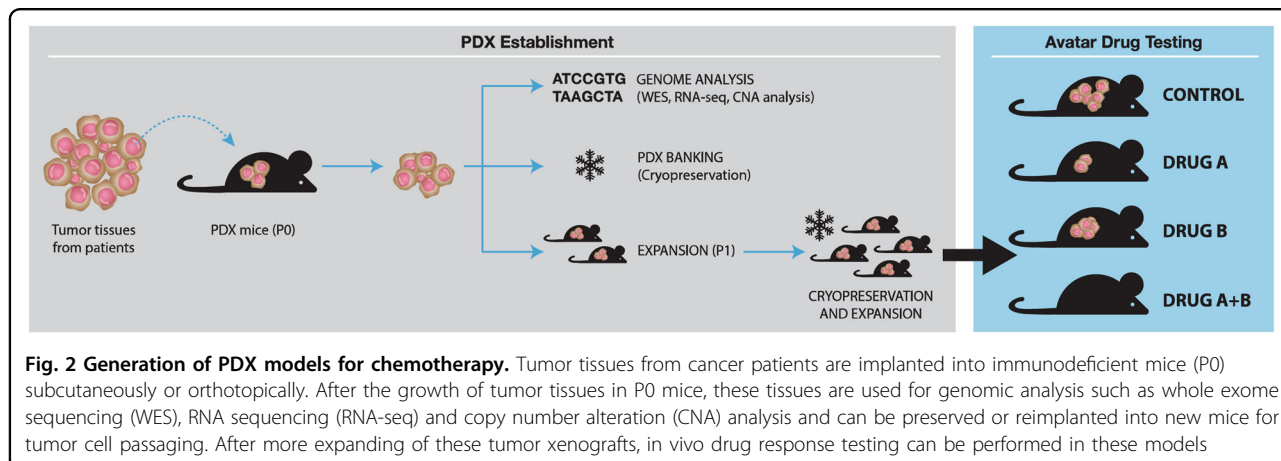 PDX Establishment
Avatar Drug Testing
ATCCGTG GENOME ANALYSIS
TAAGCTA (WES, RNA-seq, CNA analysis)
PDX BANKING
(Cryopreservation)
Tumor tissues
from patients
PDX mice (P0)
EXPANSION (P1)
CRYOPRESERVATION
AND EXPANSION
CONTROL
DRUG A
DRUG B
DRUG A+B
Fig. 2 Generation of PDX models for chemotherapy. Tumor tissues from cancer patients are implanted into immunodeficient mice (P0)
subcutaneously or orthotopically. After the growth of tumor tissues in P0 mice, these tissues are used for genomic analysis such as whole exome
sequencing (WES), RNA sequencing (RNA-seq) and copy number alteration (CNA) analysis and can be preserved or reimplanted into new mice for
tumor cell passaging. After more expanding of these tumor xenografts, in vivo drug response testing can be performed in these models